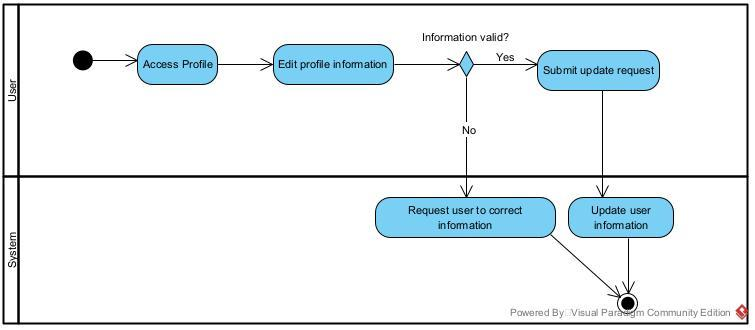 Information valid?
User
Access Profile
Edit profile information
Yes
Submit update request
No
System
Request user to correct
information
Update user
information
Powered By Visual Paradigm Community Edition